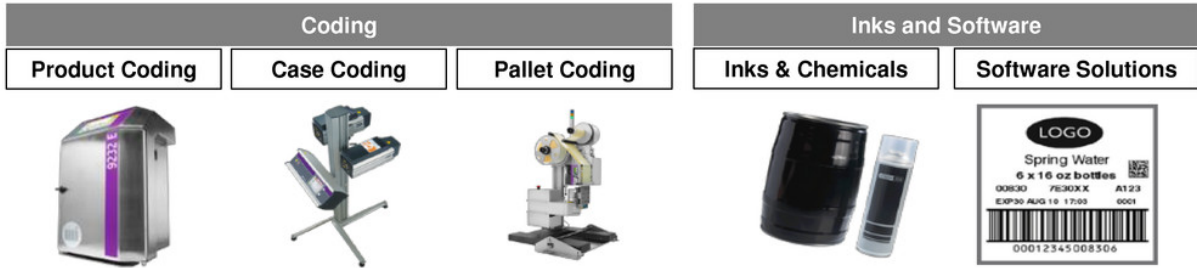 Coding
Inks and Software
Product Coding
Case Coding
Pallet Coding
Inks & Chemicals
Software Solutions
9232 E
LOGO
Spring Water
6 x 16 oz bottles
00830 7E30XX A123
EXP30 AUG 10 17:03 0001
00012345008306